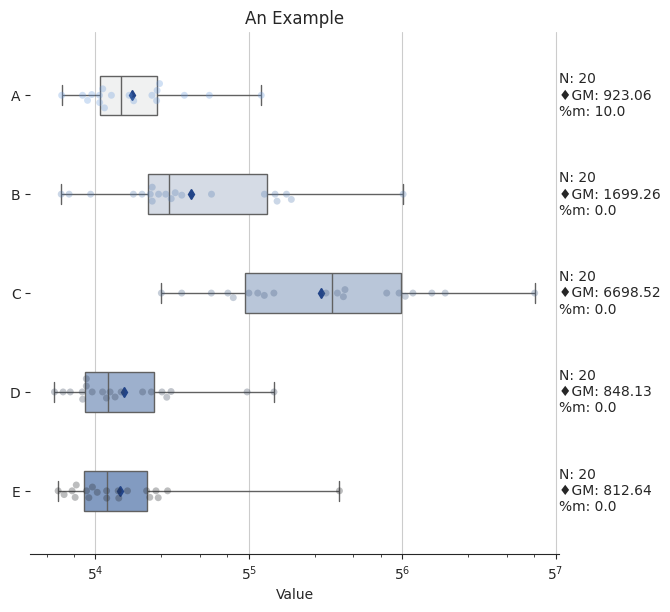 An Example
A
N: 20
♦GM: 923.06
%m: 10.0
B
N: 20
♦GM: 1699.26
%m: 0.0
C
N: 20
♦GM: 6698.52
%m: 0.0
D
N: 20
♦GM: 848.13
%m: 0.0
E
N: 20
♦GM: 812.64
%m: 0.0
5⁴ 5⁵ 5⁶ 5⁷
Value